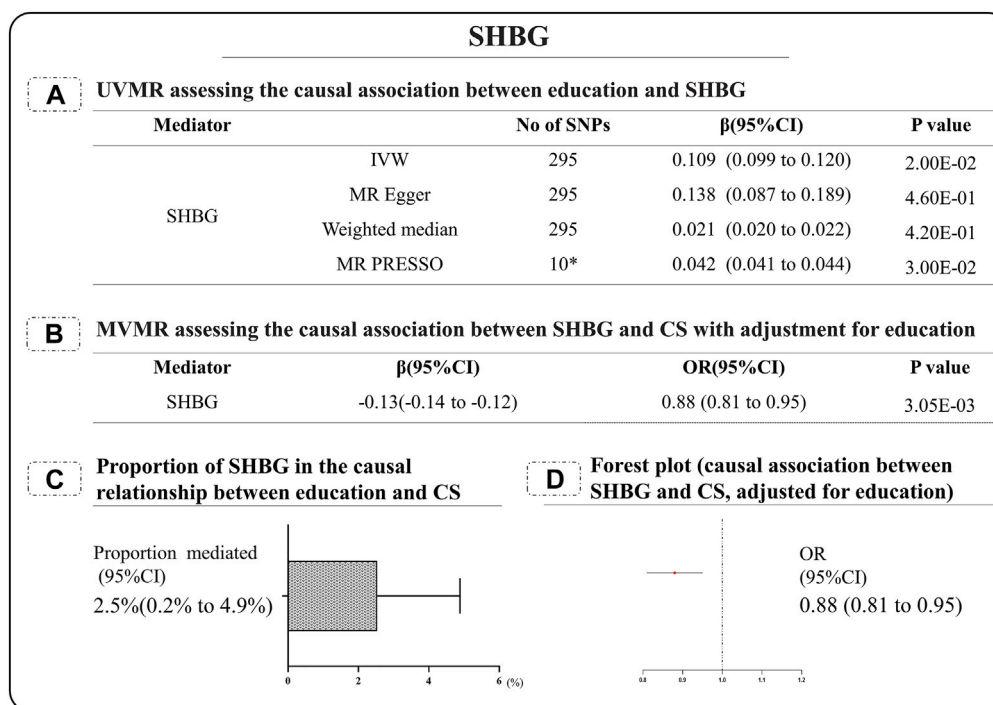 SHBG
A
UVMR assessing the causal association between education and SHBG
Mediator No of SNPs β(95%CI) P value
SHBG
IVW 295 0.109 (0.099 to 0.120) 2.00E-02
MR Egger 295 0.138 (0.087 to 0.189) 4.60E-01
Weighted median 295 0.021 (0.020 to 0.022) 4.20E-01
MR PRESSO 10* 0.042 (0.041 to 0.044) 3.00E-02
B
MVMR assessing the causal association between SHBG and CS with adjustment for education
Mediator β(95%CI) OR(95%CI) P value
SHBG -0.13(-0.14 to -0.12) 0.88 (0.81 to 0.95) 3.05E-03
C
Proportion of SHBG in the causal
relationship between education and CS
Proportion mediated
(95%CI)
2.5%(0.2% to 4.9%)
0 2 4 6 (%)
D
Forest plot (causal association between
SHBG and CS, adjusted for education)
OR
(95%CI)
0.88 (0.81 to 0.95)
0.8 0.9 1.0 1.1 1.2